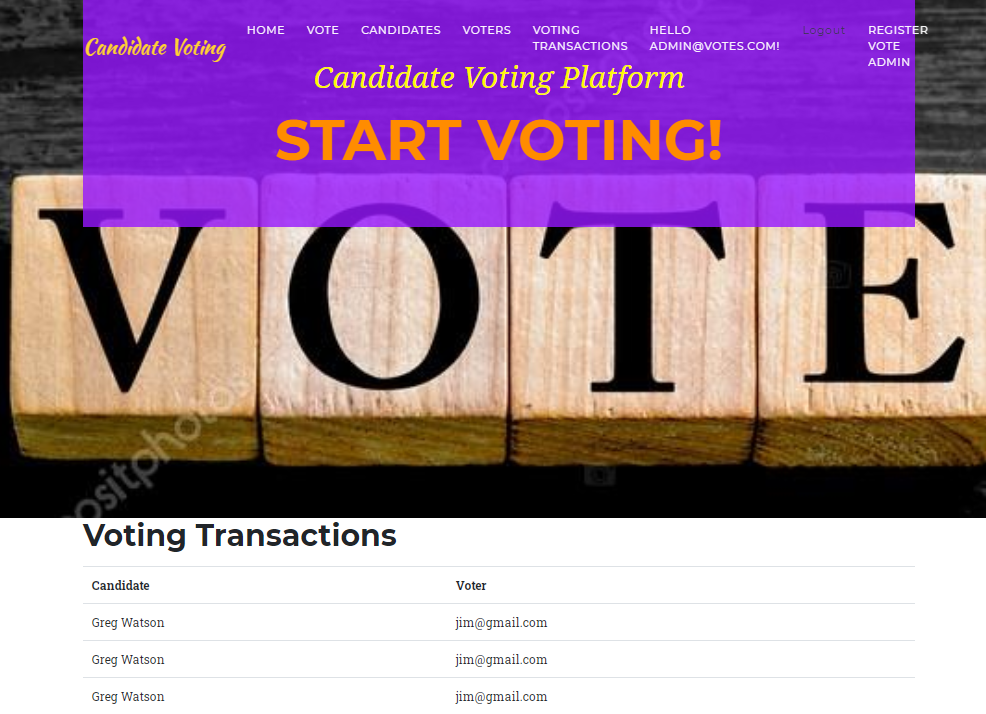 Candidate Voting
HOME
VOTE
CANDIDATES
VOTERS
VOTING
TRANSACTIONS
HELLO
ADMIN@VOTES.COM!
Logout
REGISTER
VOTE
ADMIN
Candidate Voting Platform
START VOTING!
VOTE
Voting Transactions
Candidate Voter
Greg Watson jim@gmail.com
Greg Watson jim@gmail.com
Greg Watson jim@gmail.com